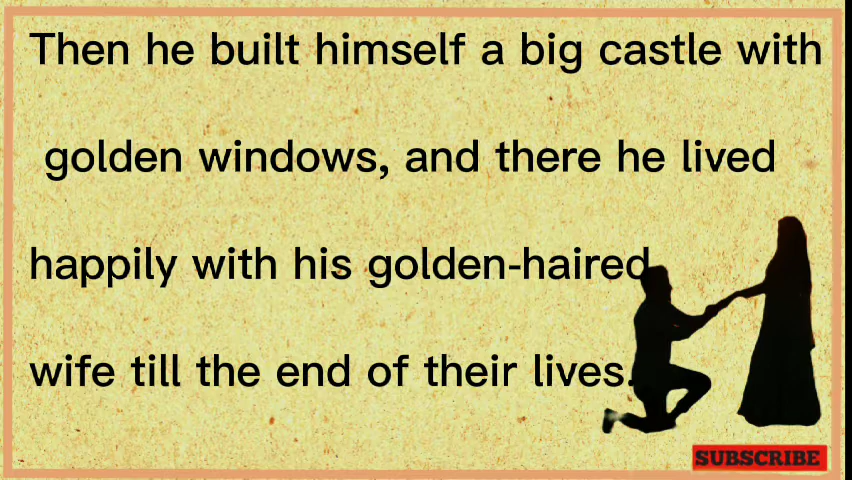 Then he built himself a big castle with
golden windows, and there he lived
happily with his golden-haired
wife till the end of their lives.
SUBSCRIBE